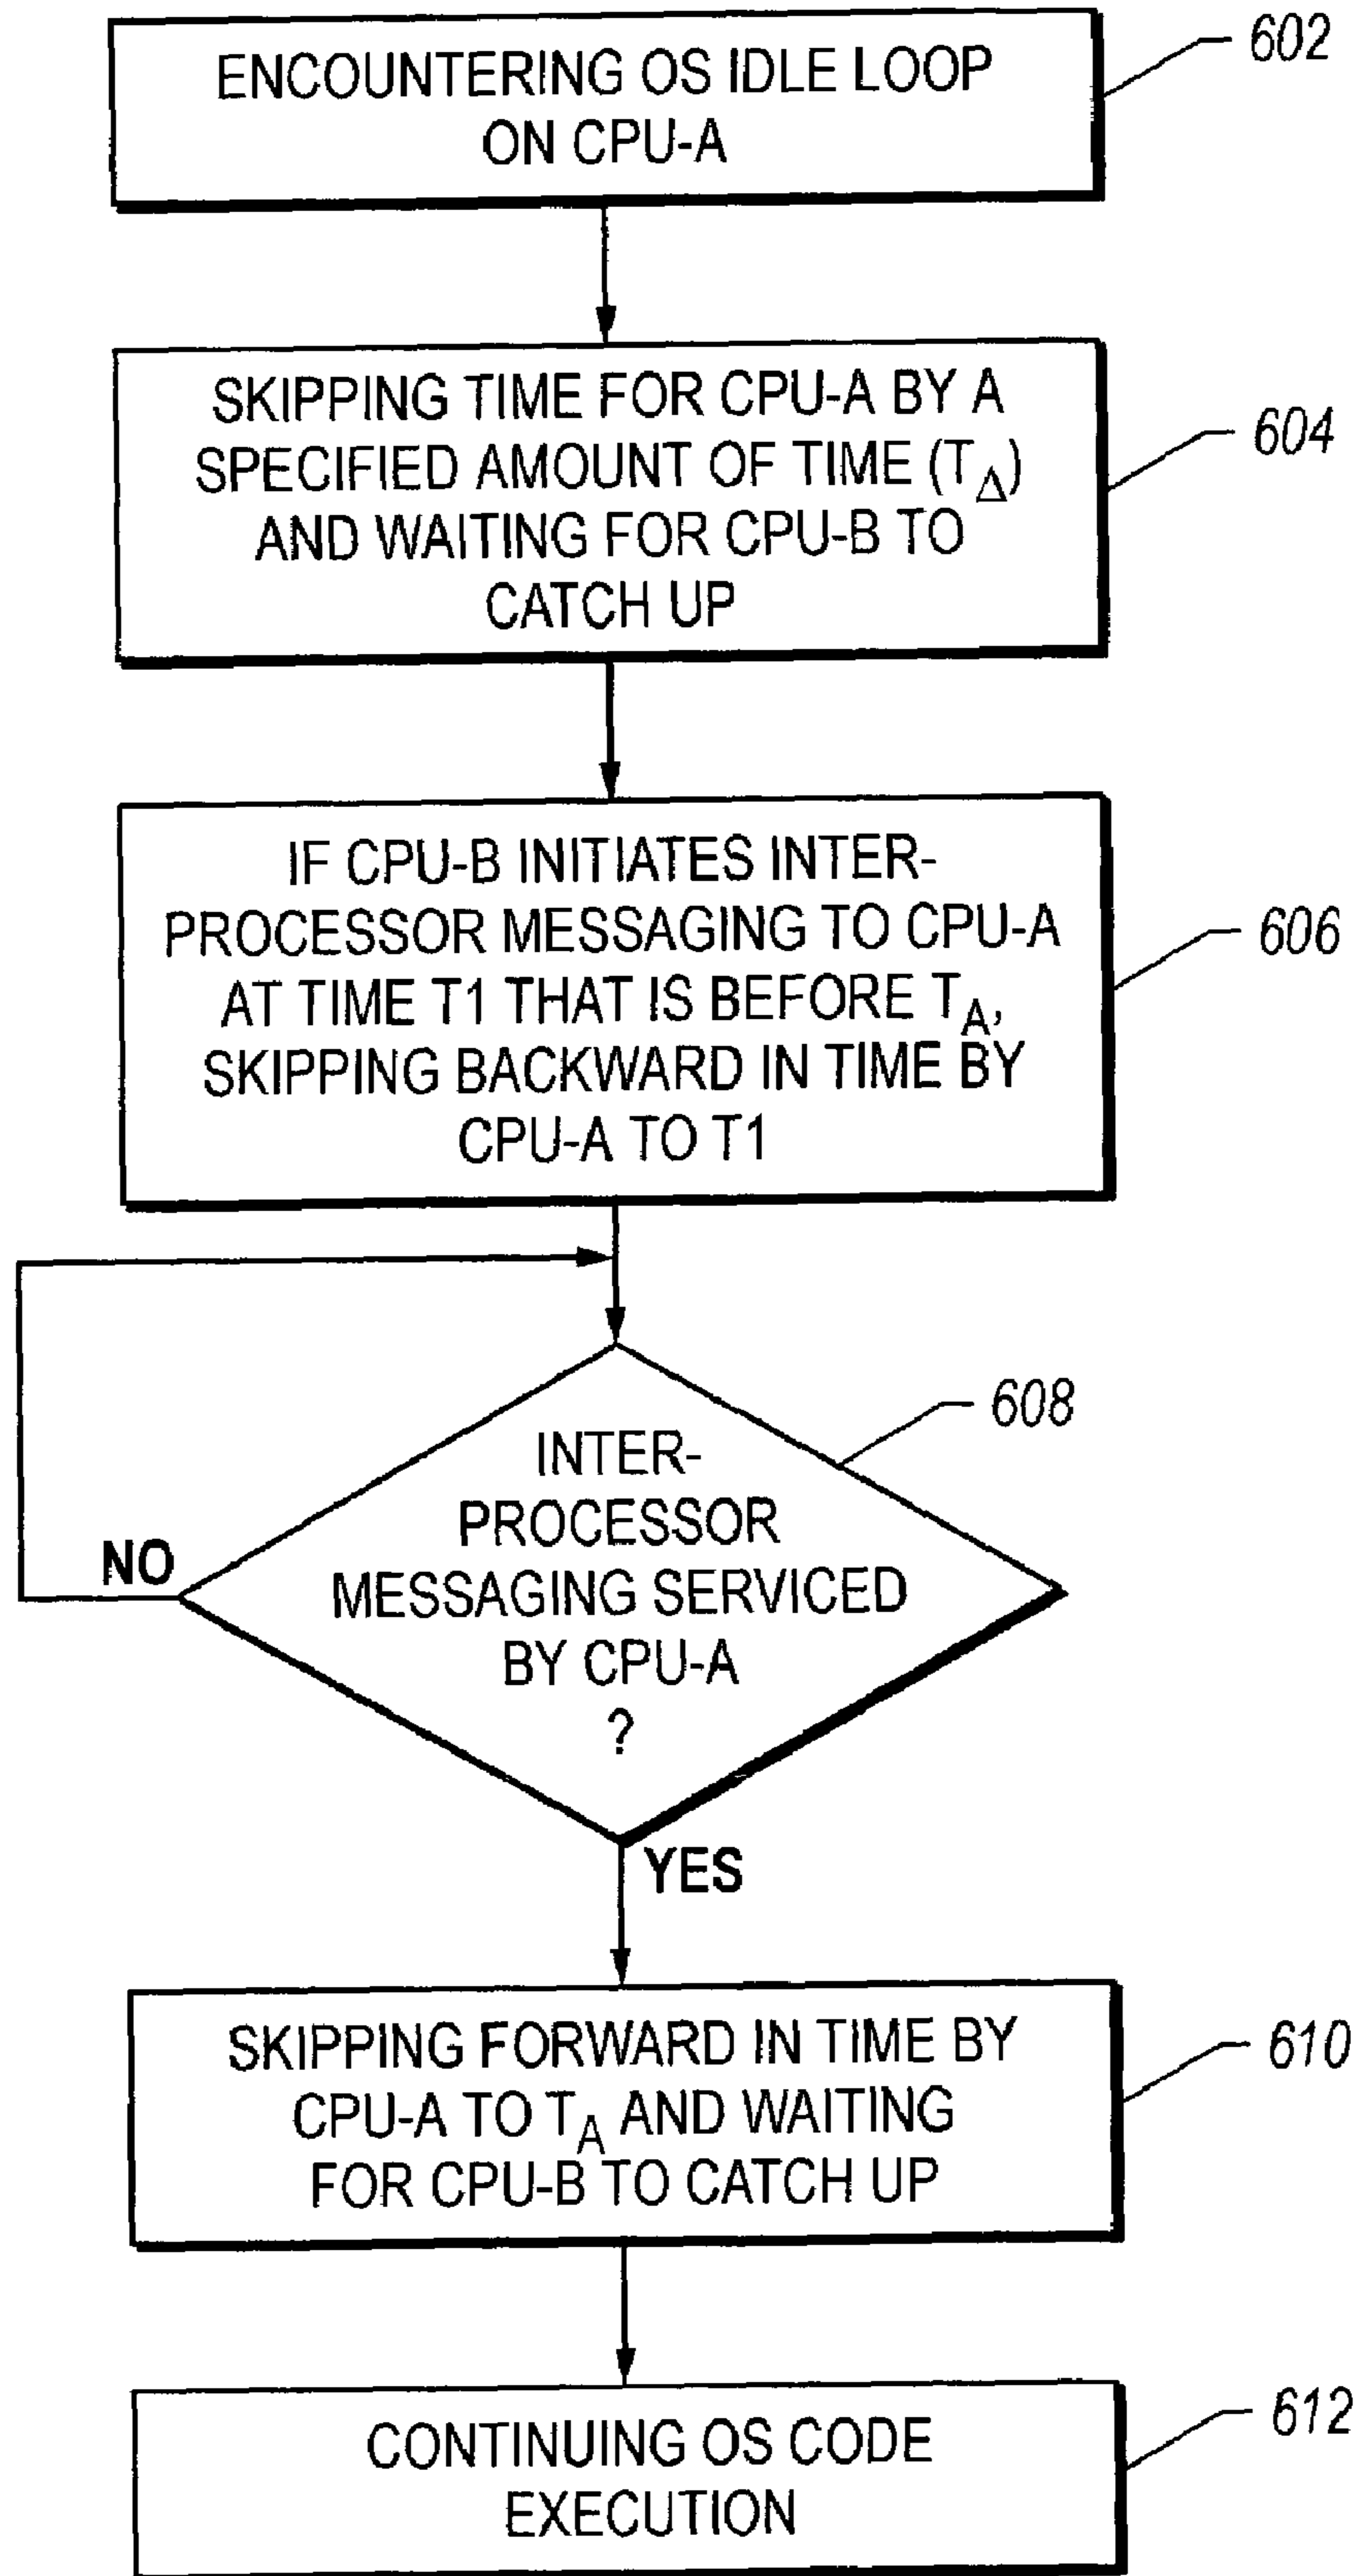 ENCOUNTERING OS IDLE LOOP
ON CPU-A
602
SKIPPING TIME FOR CPU-A BY A
SPECIFIED AMOUNT OF TIME (T_Δ)
AND WAITING FOR CPU-B TO
CATCH UP
604
IF CPU-B INITIATES INTER-
PROCESSOR MESSAGING TO CPU-A
AT TIME T1 THAT IS BEFORE T_A,
SKIPPING BACKWARD IN TIME BY
CPU-A TO T1
606
INTER-
PROCESSOR
MESSAGING SERVICED
BY CPU-A
?
608
NO
YES
SKIPPING FORWARD IN TIME BY
CPU-A TO T_A AND WAITING
FOR CPU-B TO CATCH UP
610
CONTINUING OS CODE
EXECUTION
612